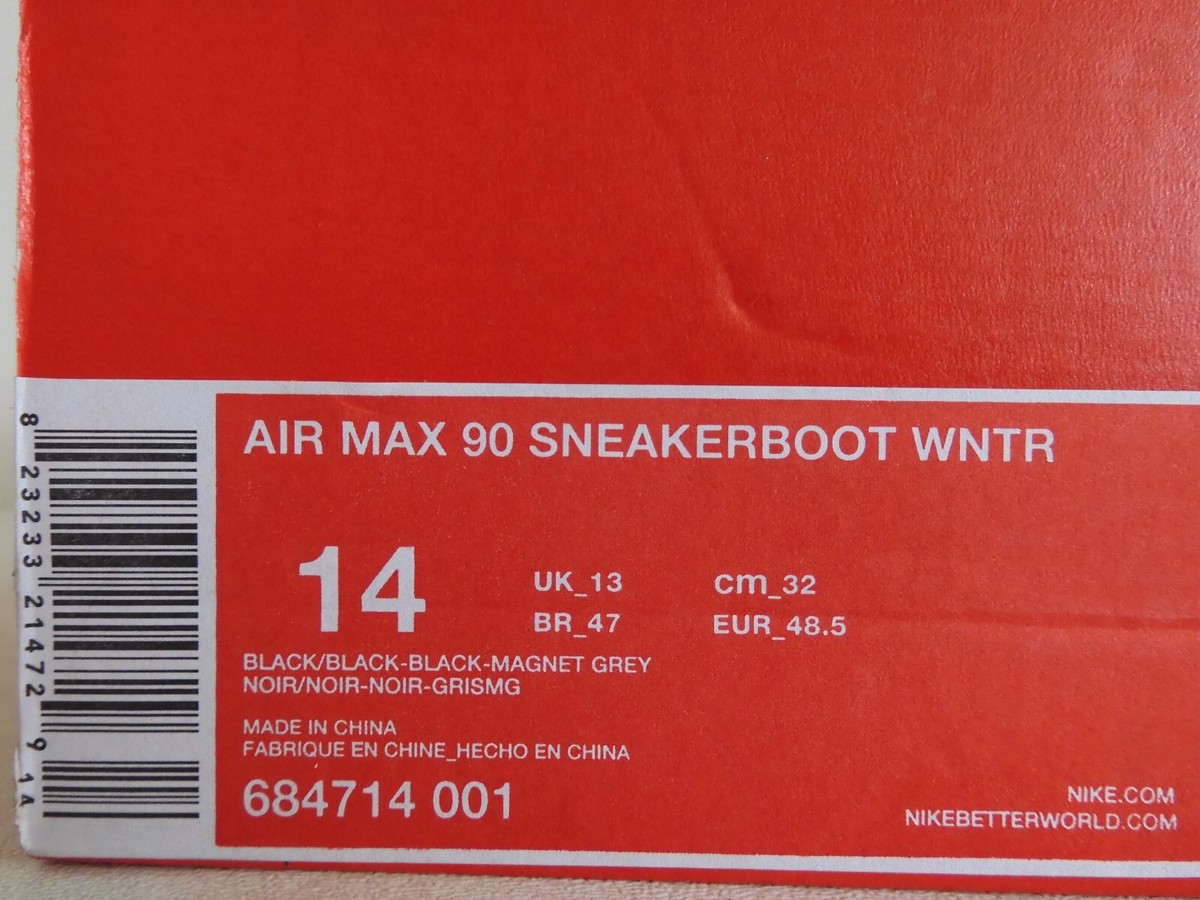 AIR MAX 90 SNEAKERBOOT WNTR
14
UK_13
cm_32
BR_47
EUR_48.5
BLACK/BLACK-BLACK-MAGNET GREY
NOIR/NOIR-NOIR-GRISMG
MADE IN CHINA
FABRIQUE EN CHINE_HECHO EN CHINA
684714 001
NIKE.COM
NIKEBETTERWORLD.COM
8 23233 21472 9 14